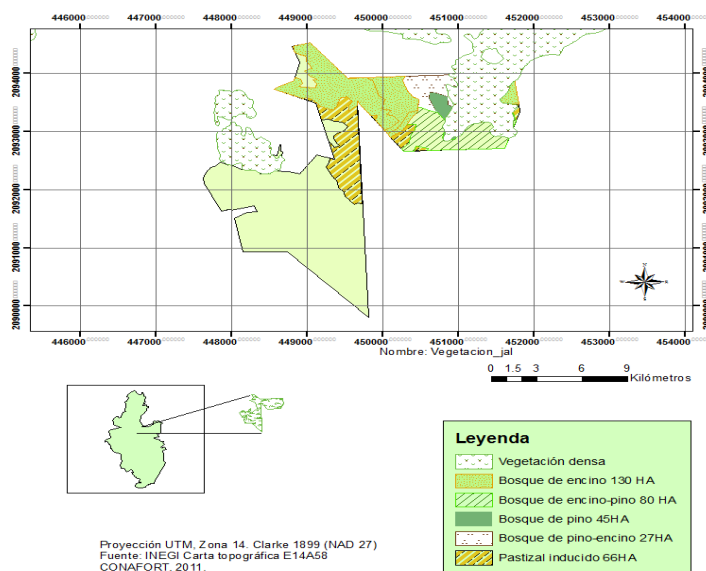 446000 447000 448000 449000 450000 451000 452000 453000 454000
2093000
2092000
2091000
2090000
446000 447000 448000 449000 450000 451000 452000 453000 454000
Nombre: Vegetacion_jal
0 1.5 3 6 9
Kilómetros
Leyenda
Vegetación densa
Bosque de encino 130 HA
Bosque de encino-pino 80 HA
Bosque de pino 45HA
Bosque de pino-encino 27HA
Pastizal inducido 66HA
Proyección UTM, Zona 14. Clarke 1899 (NAD 27)
Fuente: INEGI Carta topográfica E14A58
CONAFORT. 2011.